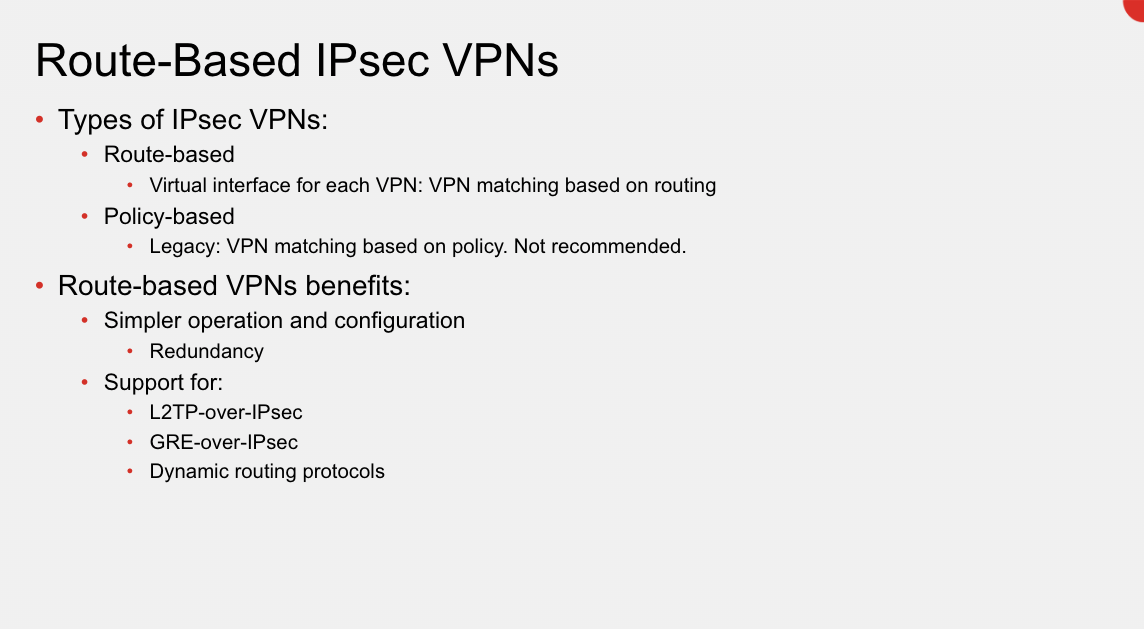 Route-Based IPsec VPNs
• Types of IPsec VPNs:
• Route-based
• Virtual interface for each VPN: VPN matching based on routing
• Policy-based
• Legacy: VPN matching based on policy. Not recommended.
• Route-based VPNs benefits:
• Simpler operation and configuration
• Redundancy
• Support for:
• L2TP-over-IPsec
• GRE-over-IPsec
• Dynamic routing protocols